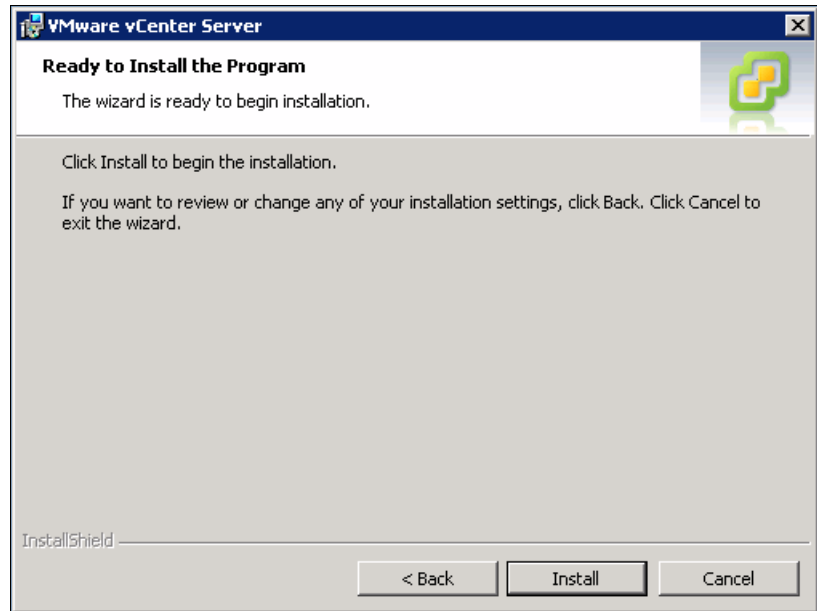 VMware vCenter Server
Ready to Install the Program
The wizard is ready to begin installation.
Click Install to begin the installation.
If you want to review or change any of your installation settings, click Back. Click Cancel to
exit the wizard.
InstallShield
< Back
Install
Cancel